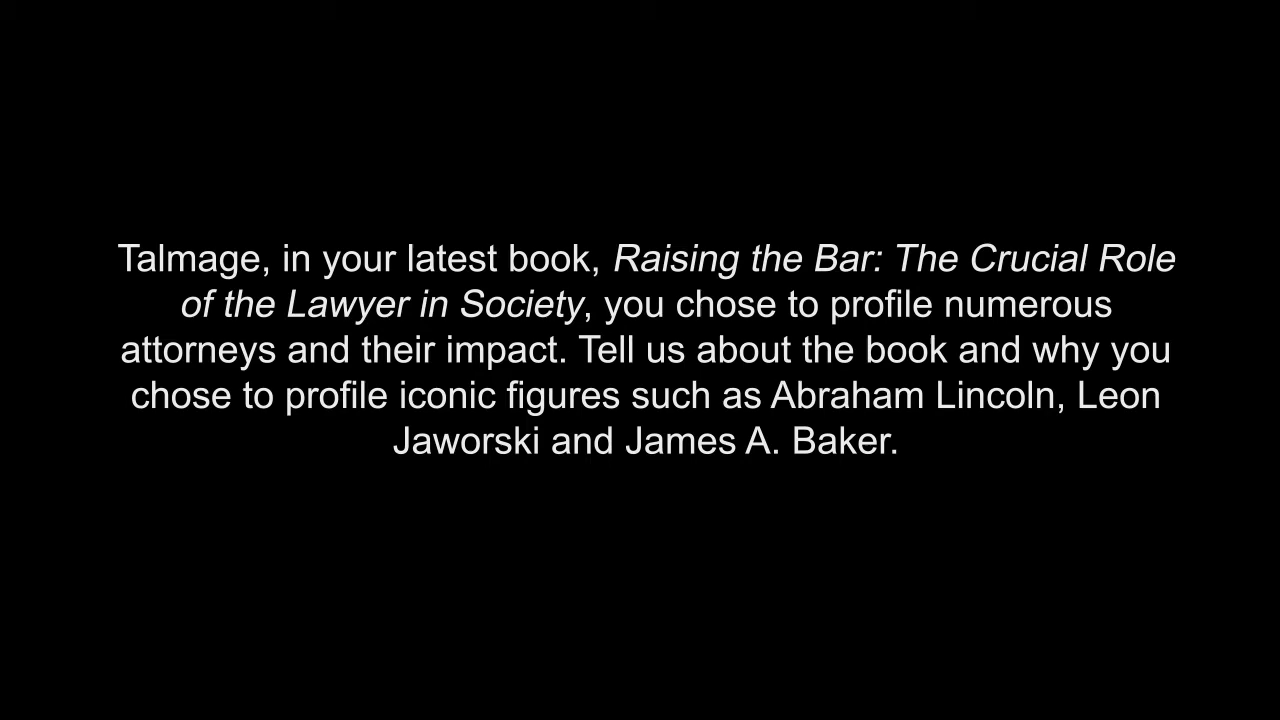 Talmage, in your latest book, Raising the Bar: The Crucial Role
of the Lawyer in Society, you chose to profile numerous
attorneys and their impact. Tell us about the book and why you
chose to profile iconic figures such as Abraham Lincoln, Leon
Jaworski and James A. Baker.